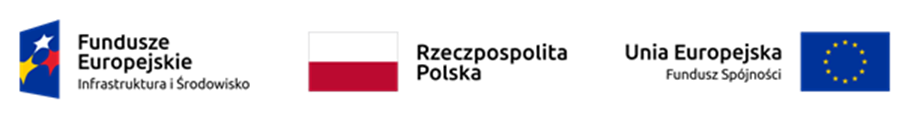 Fundusze
Europejskie
Infrastruktura i Środowisko
Rzeczpospolita
Polska
Unia Europejska
Fundusz Spójności